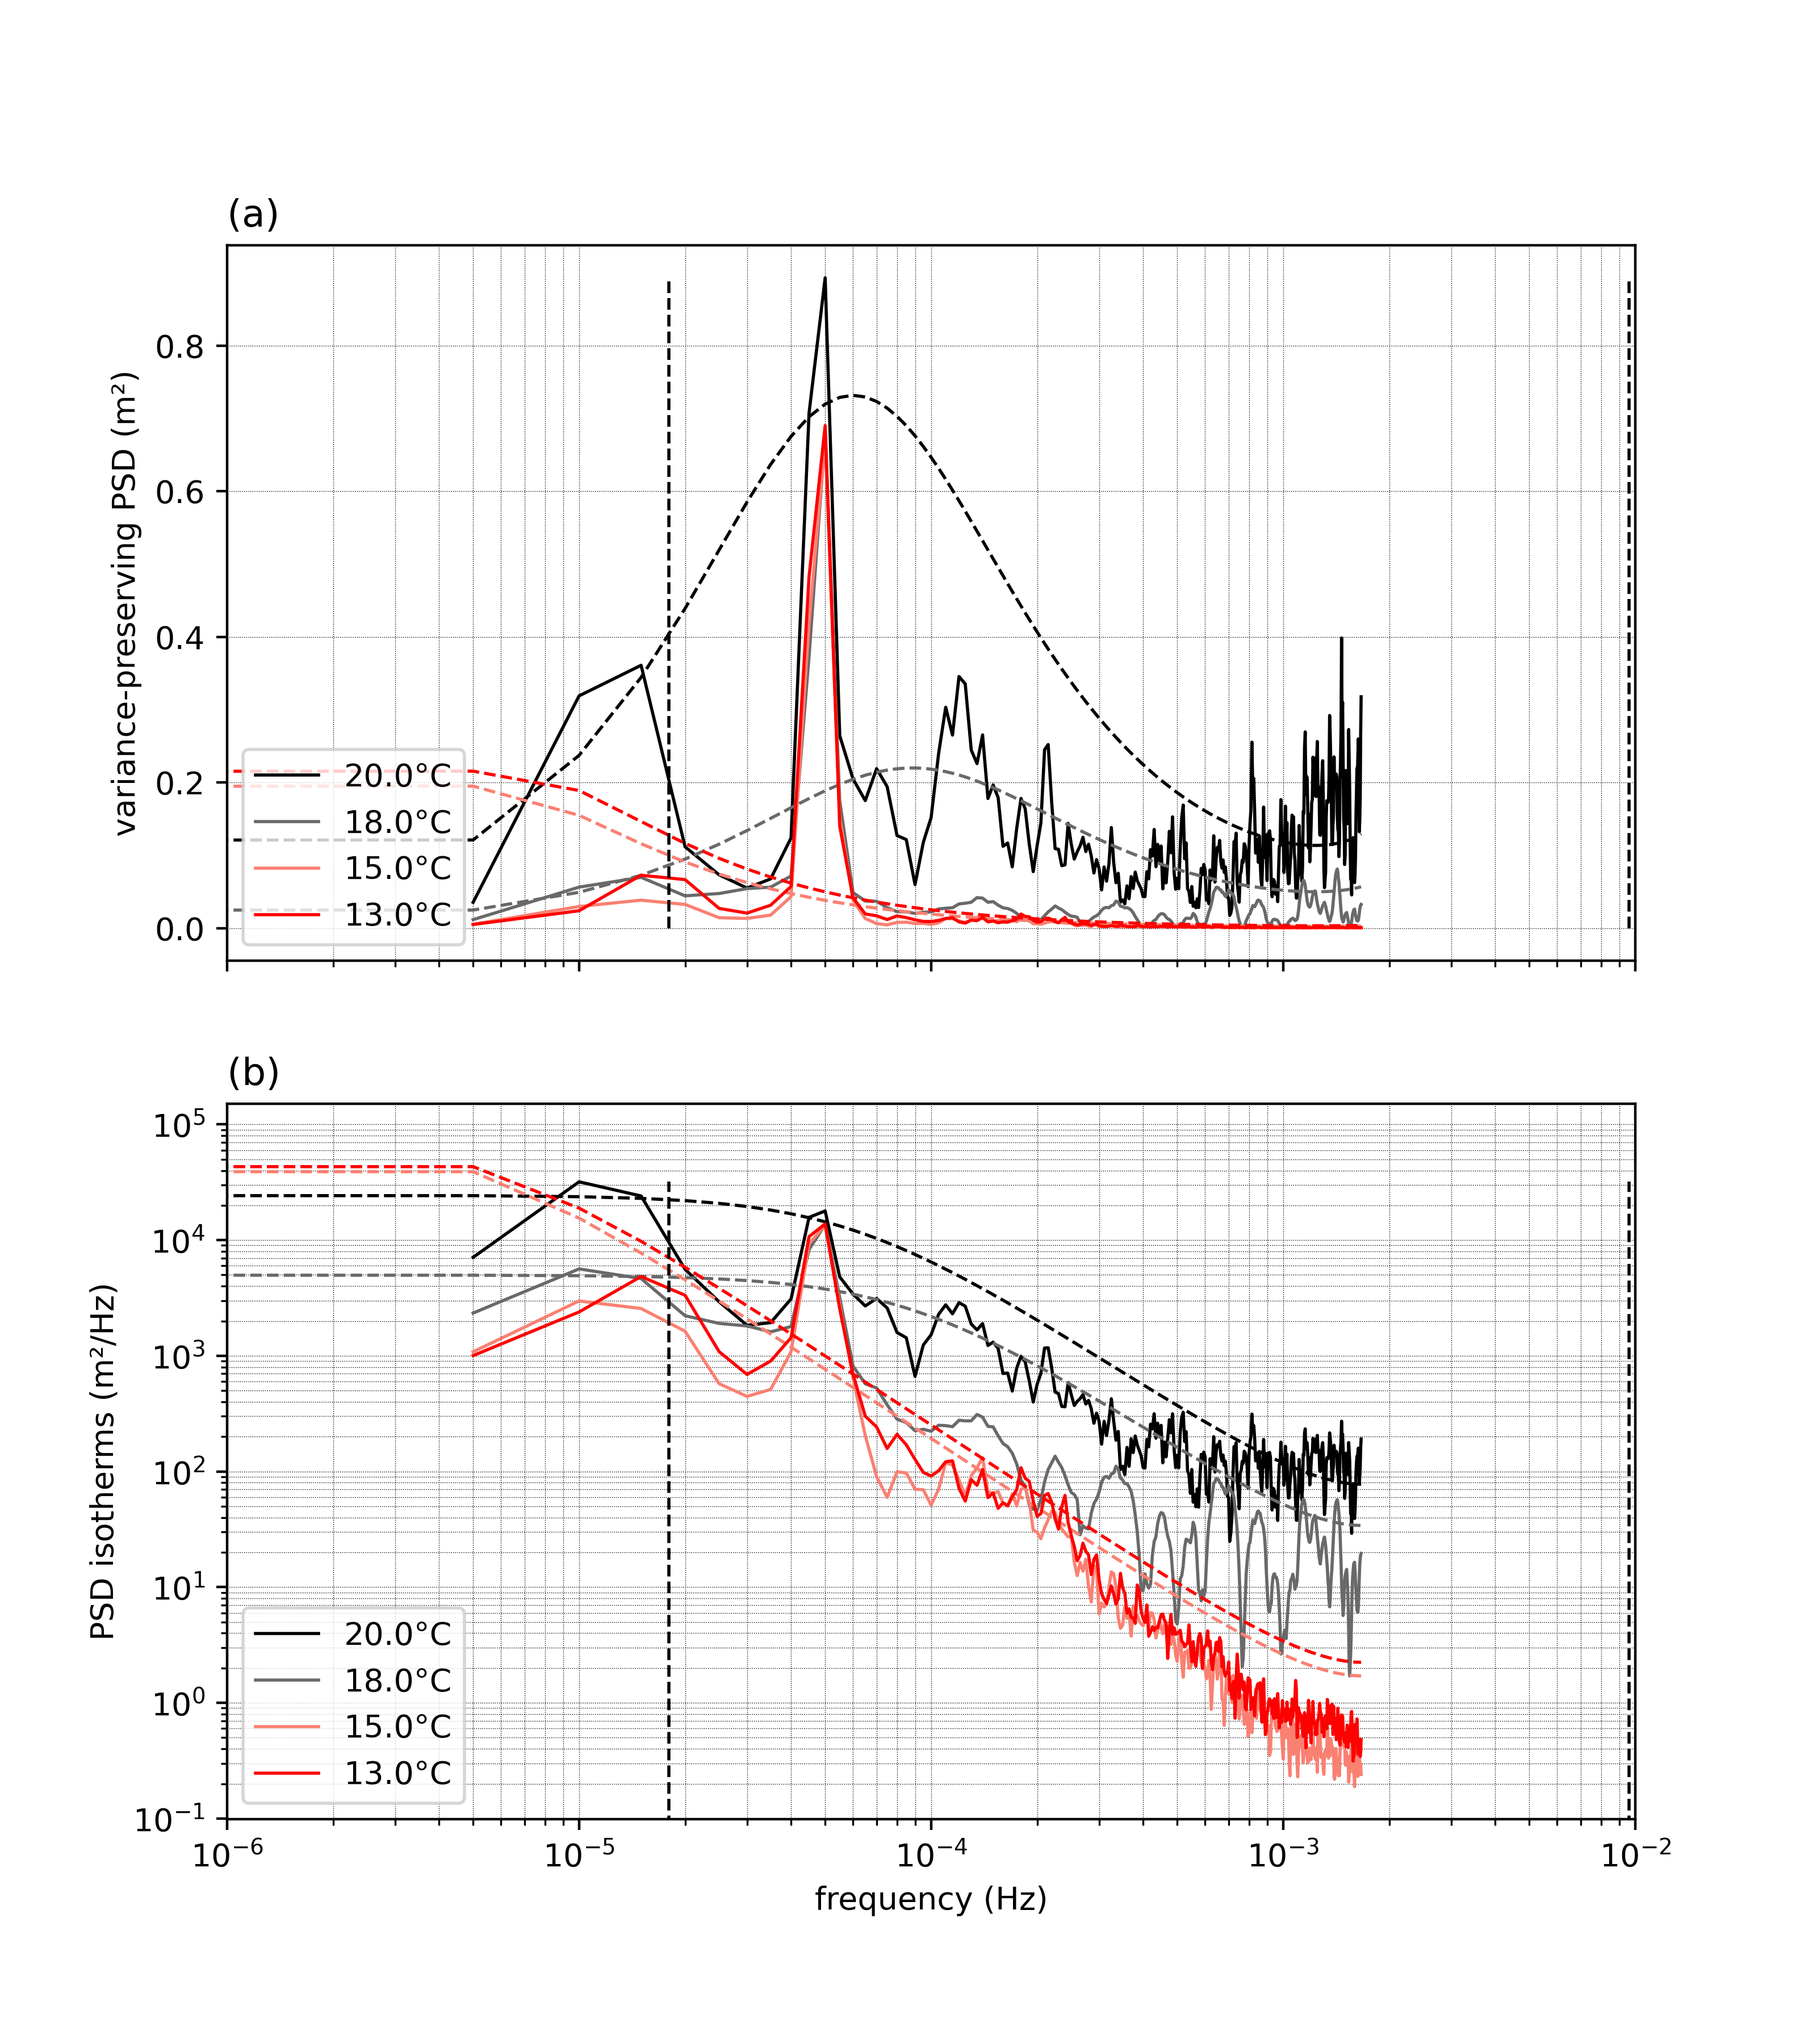 (a)
variance-preserving PSD (m²)
0.8
0.6
0.4
0.2
0.0
20.0°C
18.0°C
15.0°C
13.0°C
(b)
PSD isotherms (m²/Hz)
10⁵
10⁴
10³
10²
10¹
10⁰
10⁻¹
20.0°C
18.0°C
15.0°C
13.0°C
10⁻⁶ 10⁻⁵ 10⁻⁴ 10⁻³ 10⁻²
frequency (Hz)